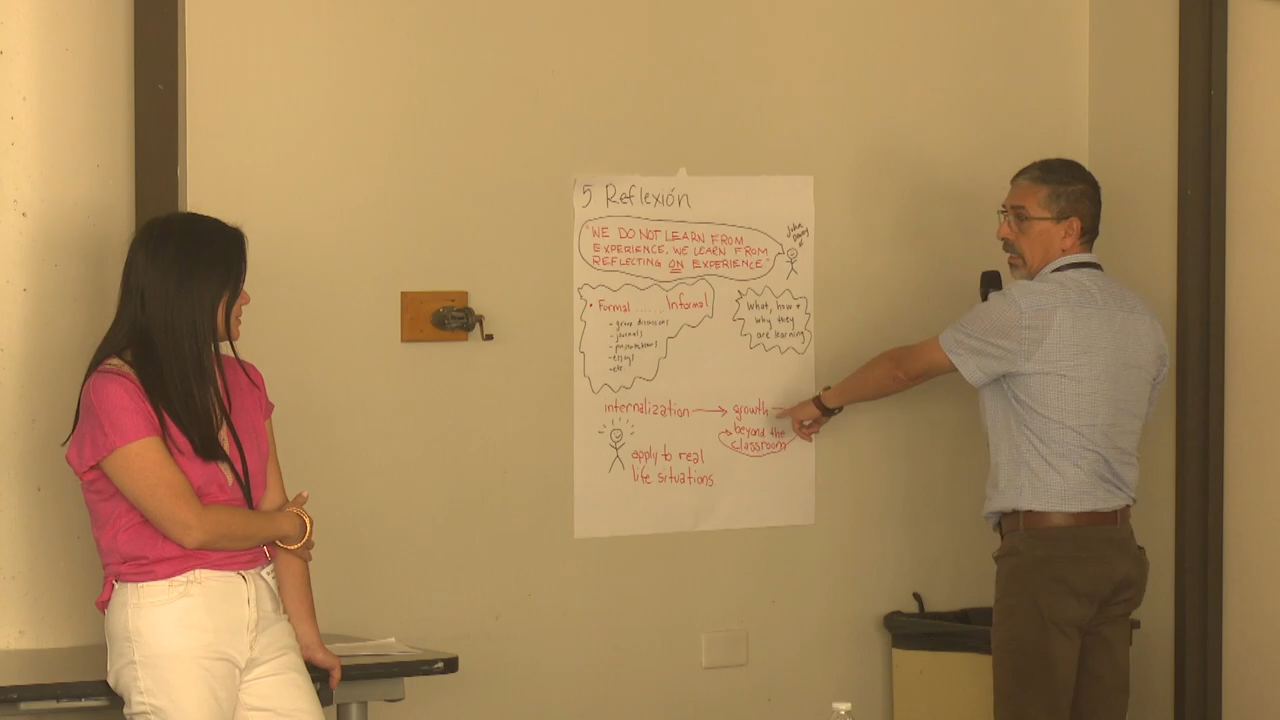 5 Reflexión
"WE DO NOT LEARN FROM
EXPERIENCE, WE LEARN FROM
REFLECTING ON EXPERIENCE"
John
Dewey
• Formal ...... Informal
- group discussions
- journals
- presentations
- essays
- etc.
What, how +
why they
are learning
internalization → growth
beyond the
classroom
apply to real
life situations